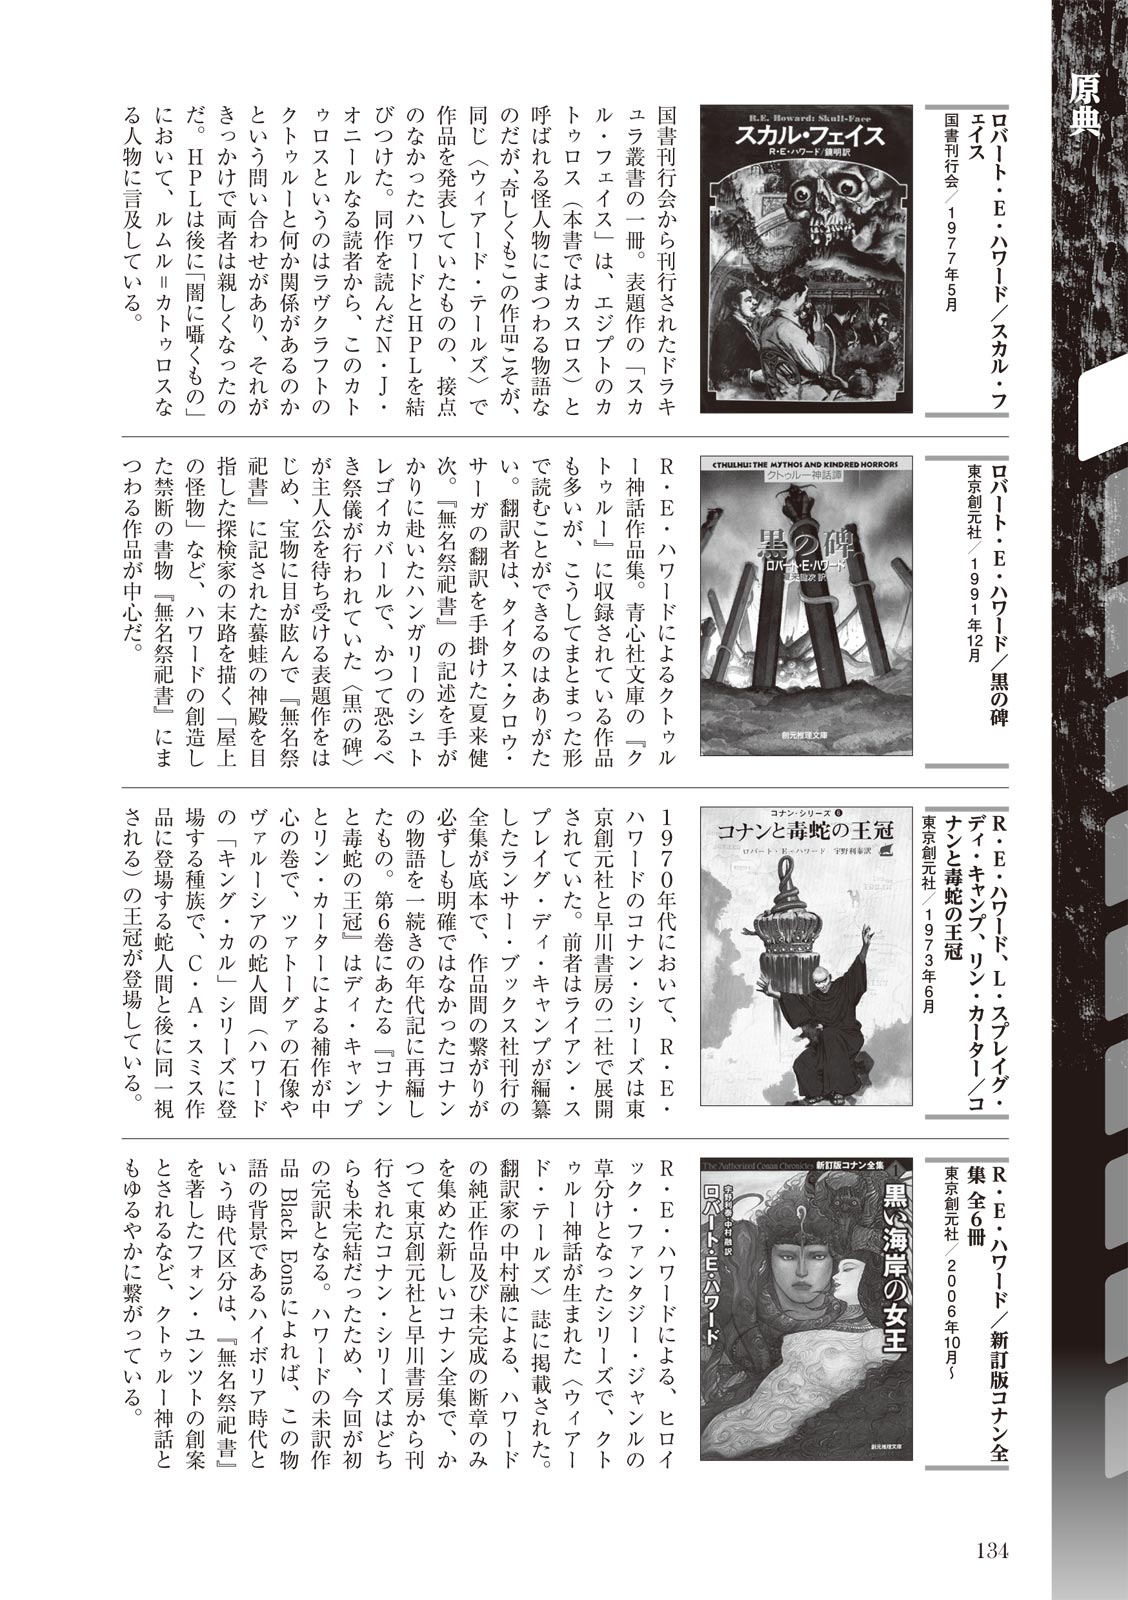 原典
ロバート・E・ハワード／スカル・フ
ェイス
国書刊行会／1977年5月
R.E. Howard: Skull-Face
スカル・フェイス
R・E・ハワード／鏡明訳
国書刊行会から刊行されたドラキ
ュラ叢書の一冊。表題作の「スカ
ル・フェイス」は、エジプトのカ
トゥロス（本書ではカスロス）と
呼ばれる怪人物にまつわる物語な
のだが、奇しくもこの作品こそが、
同じ〈ウィアード・テールズ〉で
作品を発表していたものの、接点
のなかったハワードとHPLを結
びつけた。同作を読んだN・J・
オニールなる読者から、このカト
ゥロスというのはラヴクラフトの
クトゥルーと何か関係があるのか
という問い合わせがあり、それが
きっかけで両者は親しくなったの
だ。HPLは後に「闇に囁くもの」
において、ルムル＝カトゥロスな
る人物に言及している。
ロバート・E・ハワード／黒の碑
東京創元社／1991年12月
CTHULHU: THE MYTHOS AND KINDRED HORRORS
クトゥルー神話譚
黒の碑
ロバート・E・ハワード
夏来健次 訳
創元推理文庫
R・E・ハワードによるクトゥル
ー神話作品集。青心社文庫の『ク
トゥルー』に収録されている作品
も多いが、こうしてまとまった形
で読むことができるのはありがた
い。翻訳者は、タイタス・クロウ・
サーガの翻訳を手掛けた夏来健
次。『無名祭祀書』の記述を手が
かりに赴いたハンガリーのシュト
レゴイカバールで、かつて恐るべ
き祭儀が行われていた〈黒の碑〉
が主人公を待ち受ける表題作をは
じめ、宝物に目が眩んで『無名祭
祀書』に記された蟇蛙の神殿を目
指した探検家の末路を描く「屋上
の怪物」など、ハワードの創造し
た禁断の書物『無名祭祀書』にま
つわる作品が中心だ。
R・E・ハワード、L・スプレイグ・
ディ・キャンプ、リン・カーター／コ
ナンと毒蛇の王冠
東京創元社／1973年6月
コナン・シリーズ 6
コナンと毒蛇の王冠
ロバート・E・ハワード 宇野利泰訳
1970年代において、R・E・
ハワードのコナン・シリーズは東
京創元社と早川書房の二社で展開
されていた。前者はライアン・ス
プレイグ・ディ・キャンプが編纂
したランサー・ブックス社刊行の
全集が底本で、作品間の繋がりが
必ずしも明確ではなかったコナン
の物語を一続きの年代記に再編し
たもの。第6巻にあたる『コナン
と毒蛇の王冠』はディ・キャンプ
とリン・カーターによる補作が中
心の巻で、ツァトーグァの石像や
ヴァルーシアの蛇人間（ハワード
の「キング・カル」シリーズに登
場する種族で、C・A・スミス作
品に登場する蛇人間と後に同一視
される）の王冠が登場している。
R・E・ハワード／新訂版コナン全
集 全6冊
東京創元社／2006年10月〜
The Authorized Conan Chronicles 新訂版コナン全集 1
黒い海岸の女王
宇野利泰・中村 融 訳
ロバート・E・ハワード
創元推理文庫
R・E・ハワードによる、ヒロイ
ック・ファンタジー・ジャンルの
草分けとなったシリーズで、クト
ゥルー神話が生まれた〈ウィアー
ド・テールズ〉誌に掲載された。
翻訳家の中村融による、ハワード
の純正作品及び未完成の断章のみ
を集めた新しいコナン全集で、か
つて東京創元社と早川書房から刊
行されたコナン・シリーズはどち
らも未完結だったため、今回が初
の完訳となる。ハワードの未訳作
品 Black Eonsによれば、この物
語の背景であるハイボリア時代と
いう時代区分は、『無名祭祀書』
を著したフォン・ユンツトの創案
とされるなど、クトゥルー神話と
もゆるやかに繋がっている。
134